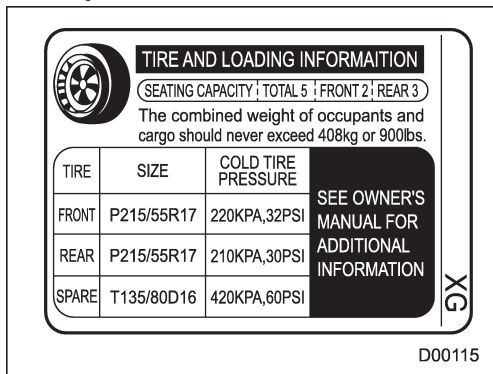 TIRE AND LOADING INFORMAITION
SEATING CAPACITY TOTAL 5 FRONT 2 REAR 3
The combined weight of occupants and
cargo should never exceed 408kg or 900lbs.
TIRE SIZE COLD TIRE PRESSURE
FRONT P215/55R17 220KPA,32PSI
REAR P215/55R17 210KPA,30PSI
SPARE T135/80D16 420KPA,60PSI
SEE OWNER'S
MANUAL FOR
ADDITIONAL
INFORMATION
XG
D00115